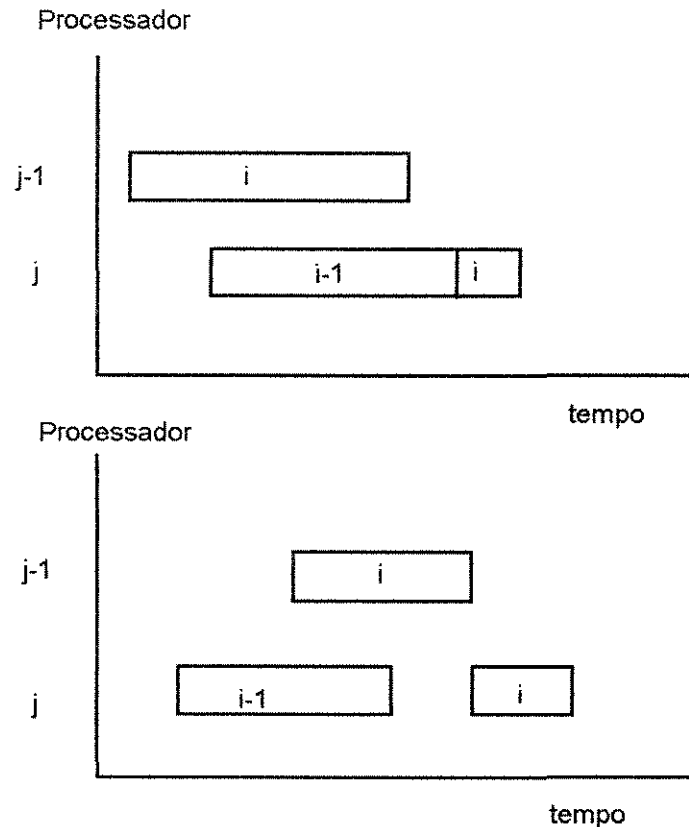 Processador
j-1
i
j
i-1
i
tempo
Processador
j-1
i
j
i-1
i
tempo